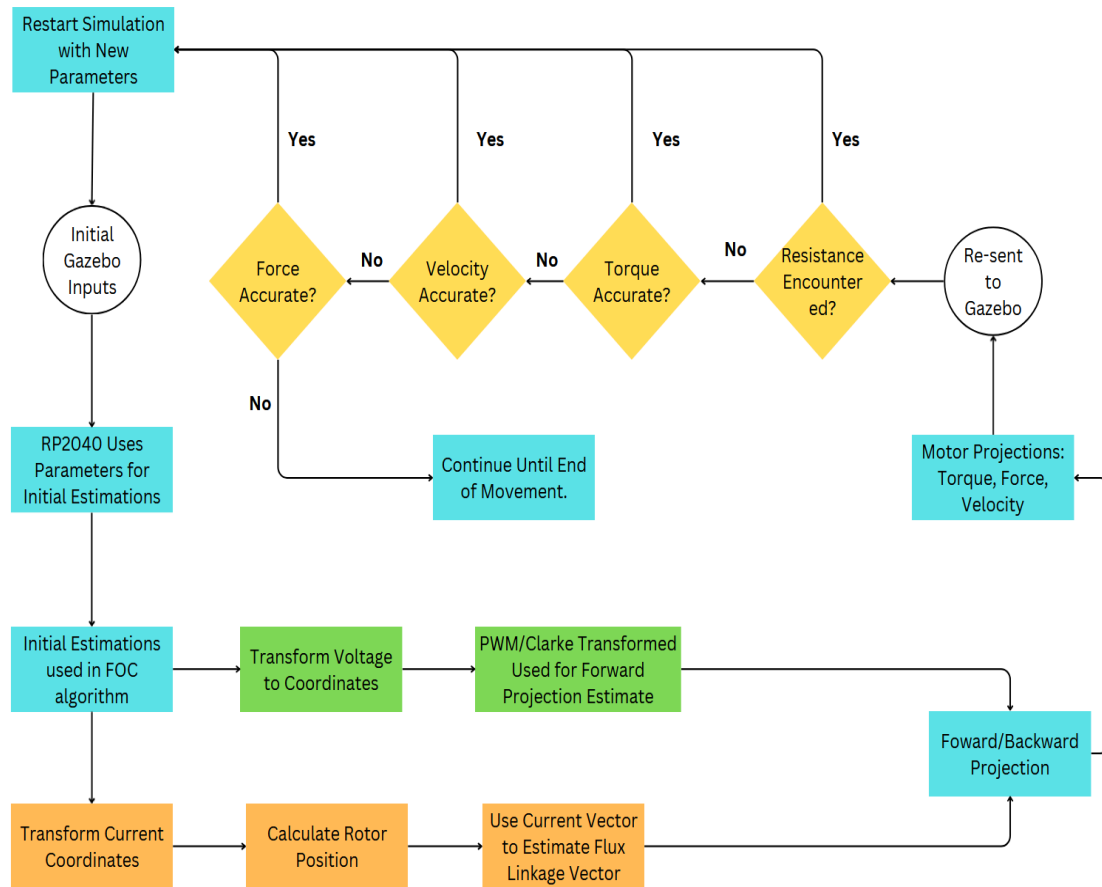 Restart Simulation
with New
Parameters
Yes
Yes
Yes
Yes
Initial
Gazebo
Inputs
Force
Accurate?
No
Velocity
Accurate?
No
Torque
Accurate?
No
Resistance
Encounter
ed?
Re-sent
to
Gazebo
No
RP2040 Uses
Parameters for
Initial Estimations
Continue Until End
of Movement.
Motor Projections:
Torque, Force,
Velocity
Initial Estimations
used in FOC
algorithm
Transform Voltage
to Coordinates
PWM/Clarke Transformed
Used for Forward
Projection Estimate
Foward/Backward
Projection
Transform Current
Coordinates
Calculate Rotor
Position
Use Current Vector
to Estimate Flux
Linkage Vector